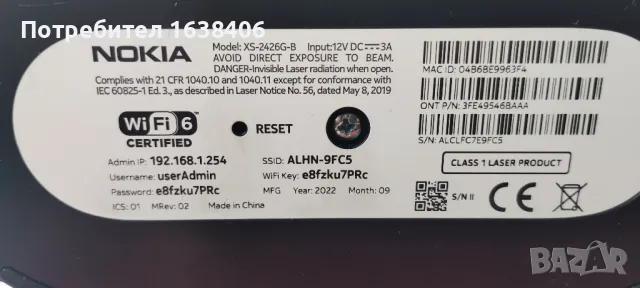 Потребител 1638406
NOKIA
Model: XS-2426G-B Input:12V DC 3A
AVOID DIRECT EXPOSURE TO BEAM.
DANGER-Invisible Laser radiation when open.
Complies with 21 CFR 1040.10 and 1040.11 except for conformance with
IEC 60825-1 Ed. 3., as described in Laser Notice No. 56, dated May 8, 2019
MAC ID: 04B6BE9963F4
ONT P/N: 3FE49546BAAA
S/N: ALCLFC7E9FC5
Wi Fi 6
CERTIFIED
RESET
CLASS 1 LASER PRODUCT
Admin IP: 192.168.1.254
SSID: ALHN-9FC5
Username: userAdmin
WiFi Key: e8fzku7PRc
Password: e8fzku7PRc
MFG Year: 2022 Month: 09
ICS: 01 MRev: 02 Made in China
S/N II
CE
BAZAR